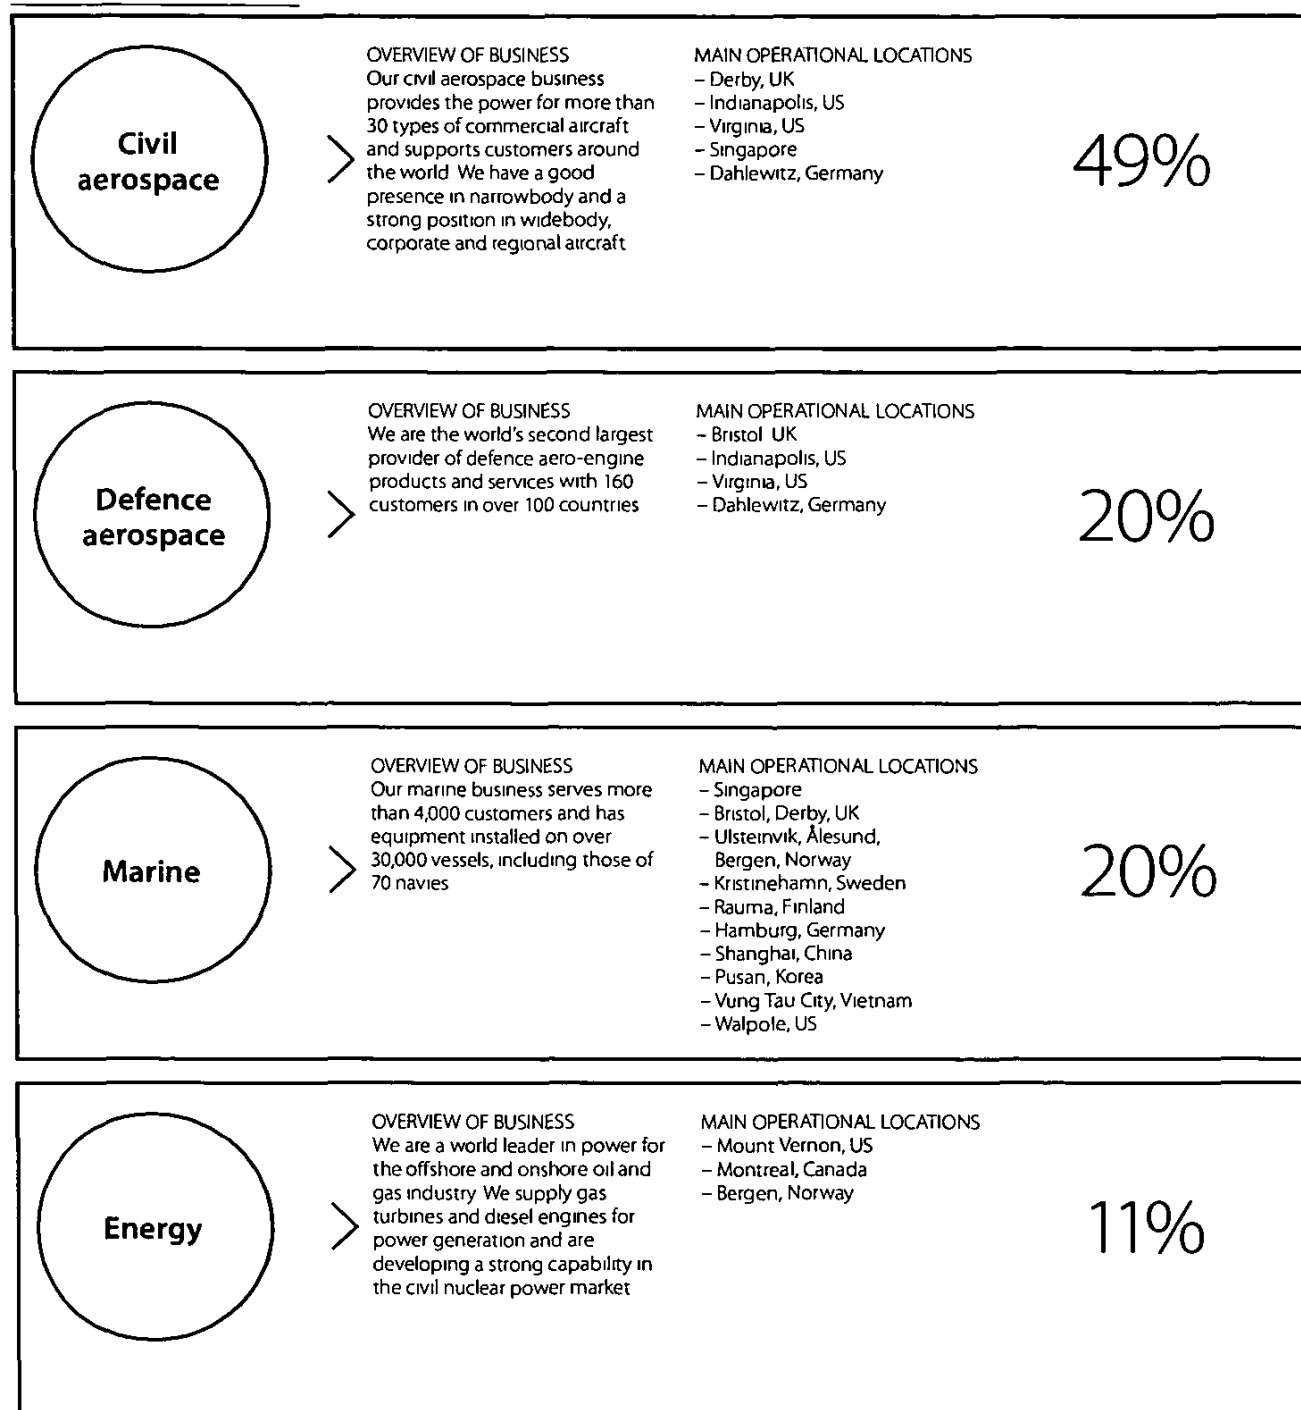 Civil
aerospace
OVERVIEW OF BUSINESS
Our civil aerospace business
provides the power for more than
30 types of commercial aircraft
and supports customers around
the world We have a good
presence in narrowbody and a
strong position in widebody,
corporate and regional aircraft
MAIN OPERATIONAL LOCATIONS
– Derby, UK
– Indianapolis, US
– Virginia, US
– Singapore
– Dahlewitz, Germany
49%
Defence
aerospace
OVERVIEW OF BUSINESS
We are the world's second largest
provider of defence aero-engine
products and services with 160
customers in over 100 countries
MAIN OPERATIONAL LOCATIONS
– Bristol UK
– Indianapolis, US
– Virginia, US
– Dahlewitz, Germany
20%
Marine
OVERVIEW OF BUSINESS
Our marine business serves more
than 4,000 customers and has
equipment installed on over
30,000 vessels, including those of
70 navies
MAIN OPERATIONAL LOCATIONS
– Singapore
– Bristol, Derby, UK
– Ulsteinvik, Ålesund,
Bergen, Norway
– Kristinehamn, Sweden
– Rauma, Finland
– Hamburg, Germany
– Shanghai, China
– Pusan, Korea
– Vung Tau City, Vietnam
– Walpole, US
20%
Energy
OVERVIEW OF BUSINESS
We are a world leader in power for
the offshore and onshore oil and
gas industry We supply gas
turbines and diesel engines for
power generation and are
developing a strong capability in
the civil nuclear power market
MAIN OPERATIONAL LOCATIONS
– Mount Vernon, US
– Montreal, Canada
– Bergen, Norway
11%